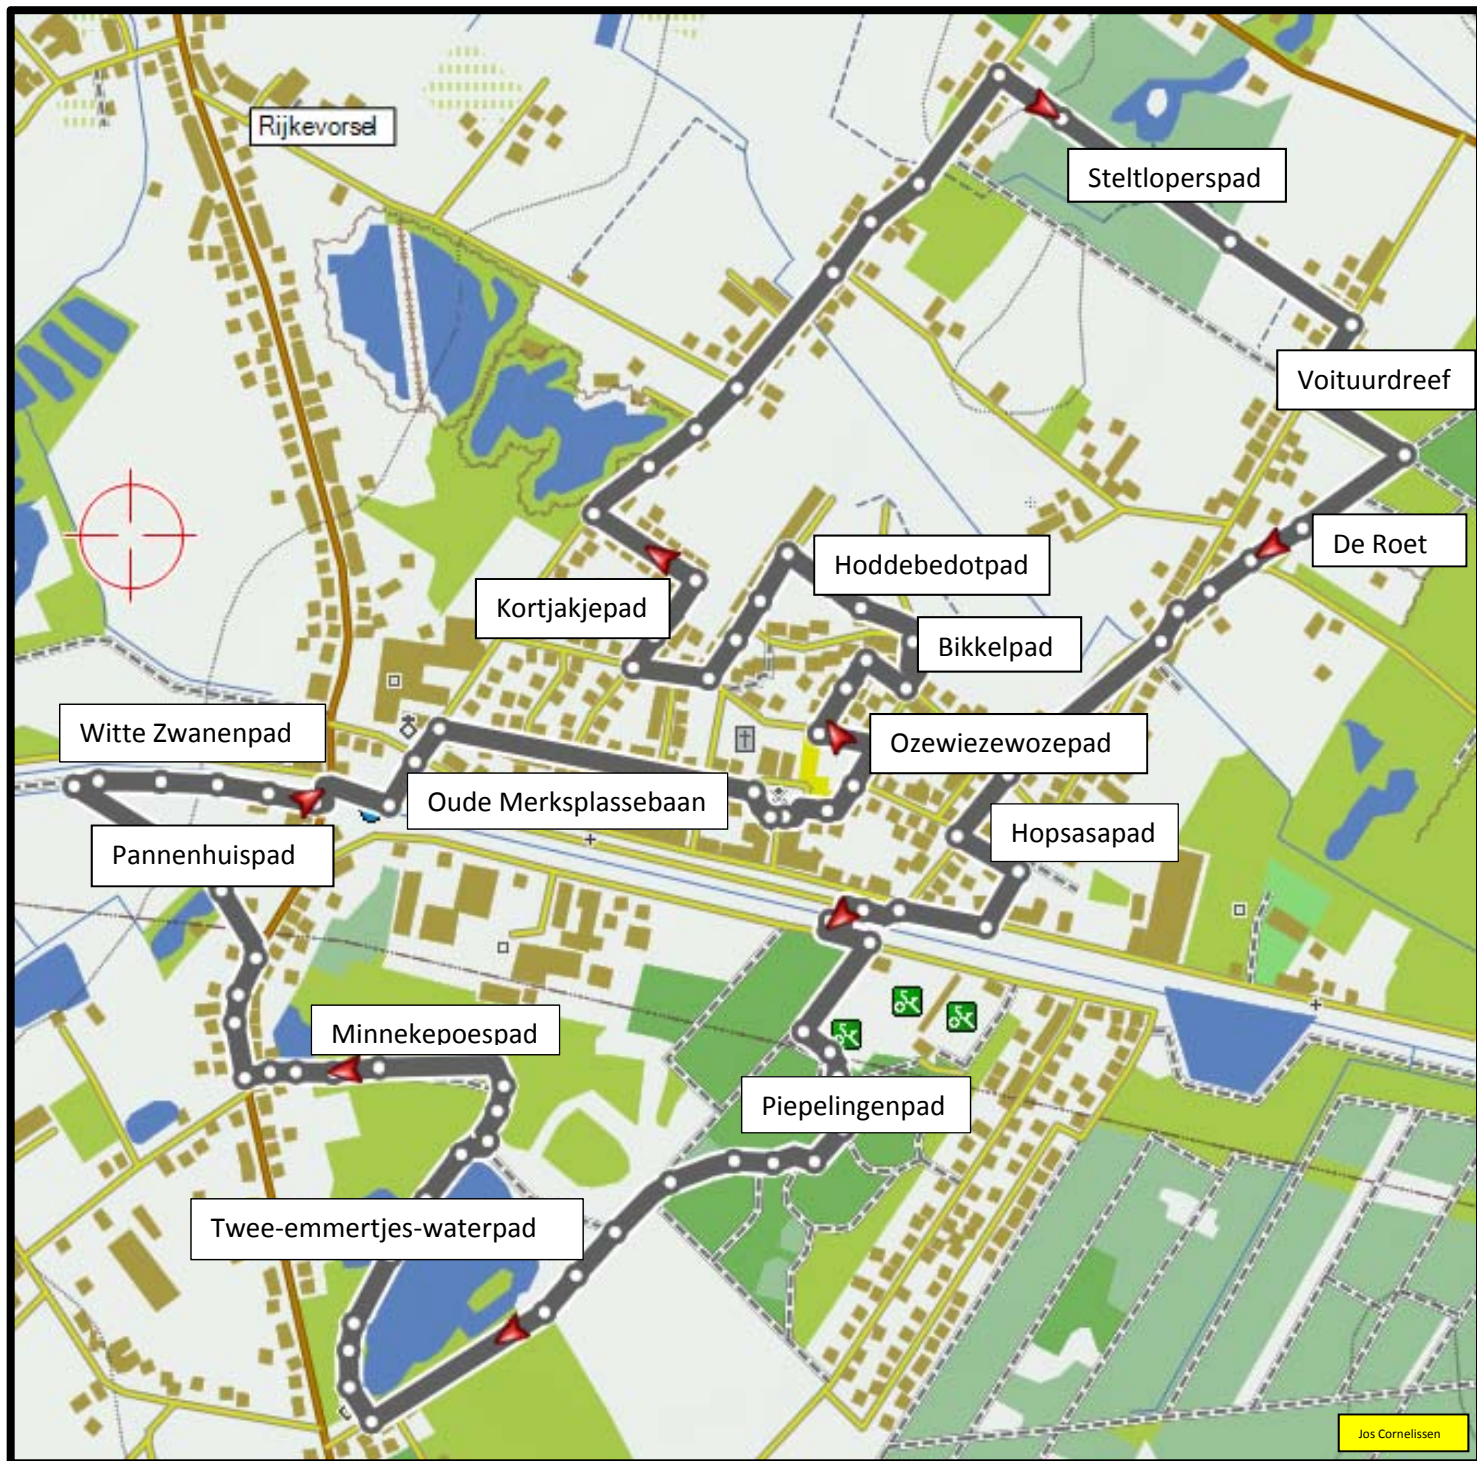 Rijkevorsel
Steltloperspad
Voituurdreef
De Roet
Hoddebedotpad
Kortjakjepad
Bikkelpad
Witte Zwanenpad
Ozewiezewozepad
Oude Merksplassebaan
Hopsasapad
Pannenhuispad
Minnekepoespad
Piepelingenpad
Twee-emmertjes-waterpad
Jos Cornelissen